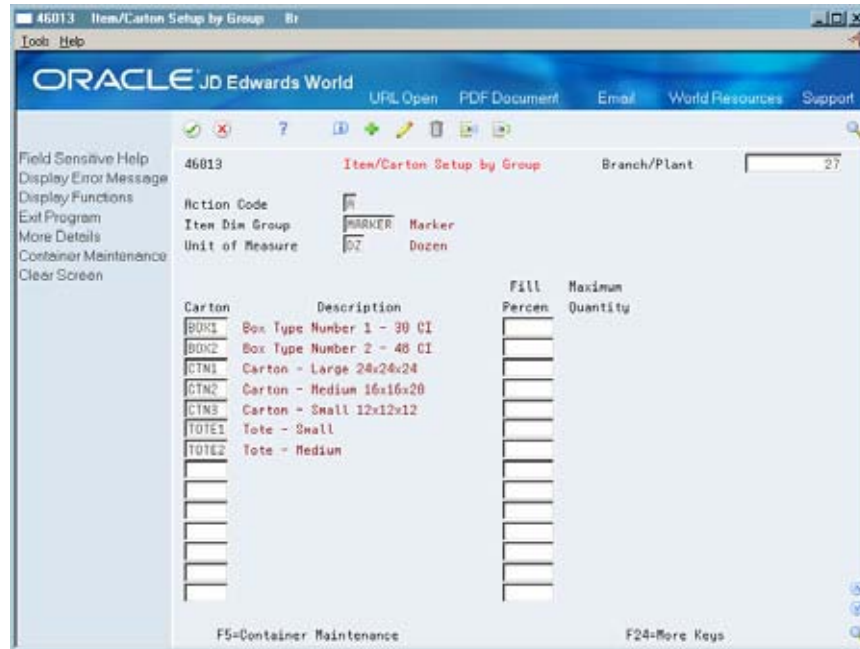 46013 Item/Carton Setup by Group Br
Tools Help
ORACLE JD Edwards World
URL Open PDF Document Email World Resources Support
Field Sensitive Help
Display Error Message
Display Functions
Exit Program
More Details
Container Maintenance
Clear Screen
46013 Item/Carton Setup by Group Branch/Plant 27
Action Code A
Item Dim Group MARKER Marker
Unit of Measure DZ Dozen
Fill Maximum
Carton Description Percen Quantity
BOX1 Box Type Number 1 - 30 CI
BOX2 Box Type Number 2 - 48 CI
CTN1 Carton - Large 24x24x24
CTN2 Carton - Medium 16x16x20
CTN3 Carton - Small 12x12x12
TOTE1 Tote - Small
TOTE2 Tote - Medium
F5=Container Maintenance F24=More Keys